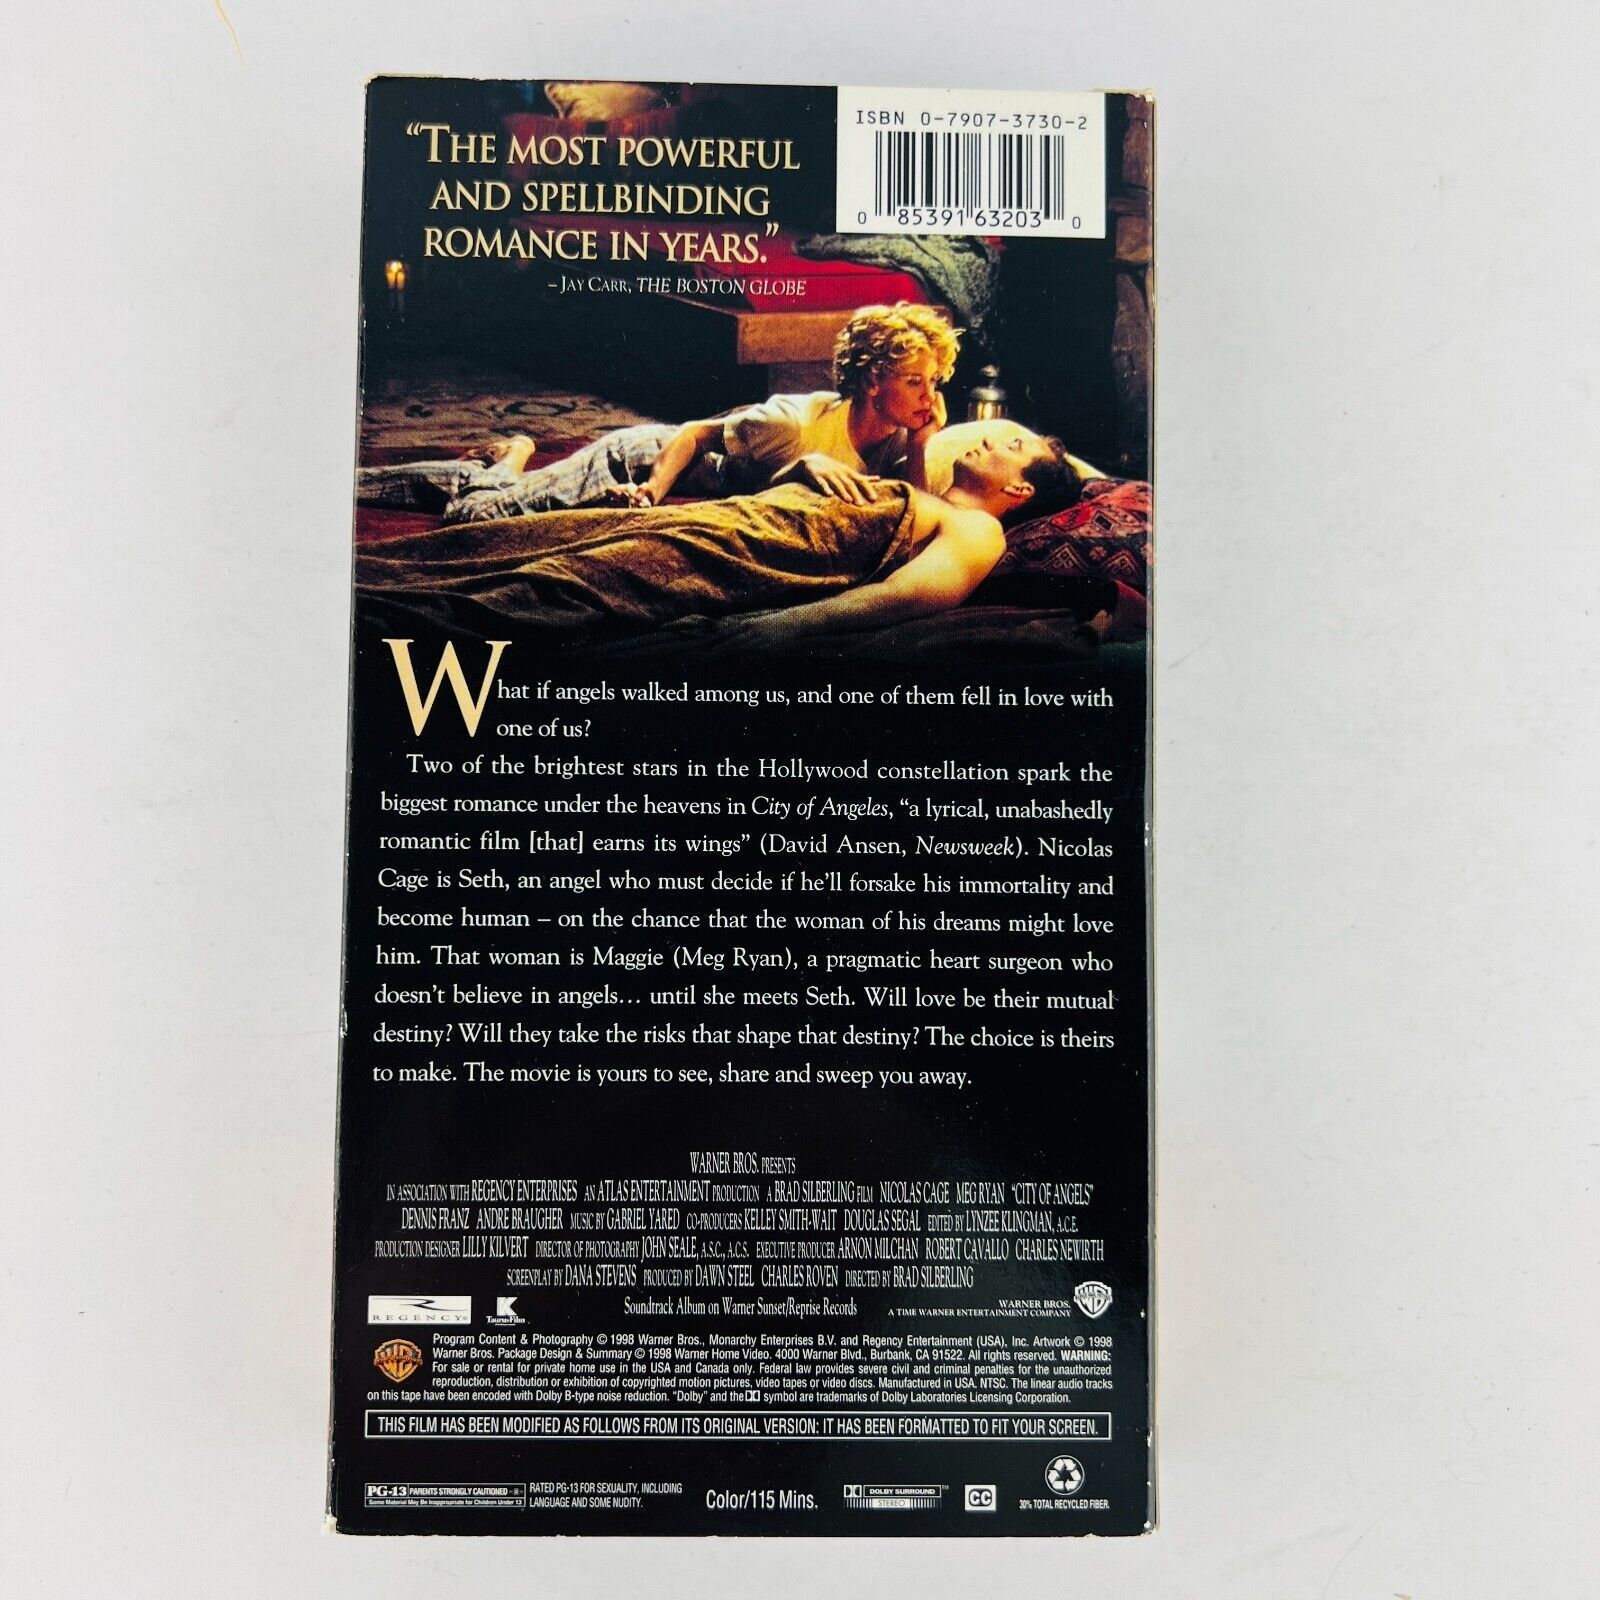 ISBN 0-7907-3730-2
0 85391 63203 0
“THE MOST POWERFUL
AND SPELLBINDING
ROMANCE IN YEARS.”
– JAY CARR, THE BOSTON GLOBE
What if angels walked among us, and one of them fell in love with
one of us?
Two of the brightest stars in the Hollywood constellation spark the
biggest romance under the heavens in City of Angeles, “a lyrical, unabashedly
romantic film [that] earns its wings” (David Ansen, Newsweek). Nicolas
Cage is Seth, an angel who must decide if he’ll forsake his immortality and
become human – on the chance that the woman of his dreams might love
him. That woman is Maggie (Meg Ryan), a pragmatic heart surgeon who
doesn’t believe in angels... until she meets Seth. Will love be their mutual
destiny? Will they take the risks that shape that destiny? The choice is theirs
to make. The movie is yours to see, share and sweep you away.
WARNER BROS. PRESENTS
IN ASSOCIATION WITH REGENCY ENTERPRISES AN ATLAS ENTERTAINMENT PRODUCTION A BRAD SILBERLING FILM NICOLAS CAGE MEG RYAN “CITY OF ANGELS”
DENNIS FRANZ ANDRE BRAUGHER MUSIC BY GABRIEL YARED CO-PRODUCERS KELLEY SMITH-WAIT DOUGLAS SEGAL EDITED BY LYNZEE KLINGMAN, A.C.E.
PRODUCTION DESIGNER LILLY KILVERT DIRECTOR OF PHOTOGRAPHY JOHN SEALE, A.S.C., A.C.S. EXECUTIVE PRODUCER ARNON MILCHAN ROBERT CAVALLO CHARLES NEWIRTH
SCREENPLAY BY DANA STEVENS PRODUCED BY DAWN STEEL CHARLES ROVEN DIRECTED BY BRAD SILBERLING
REGENCY®
K
TaurusFilm
Soundtrack Album on Warner Sunset/Reprise Records
WARNER BROS.
A TIME WARNER ENTERTAINMENT COMPANY
Program Content & Photography © 1998 Warner Bros., Monarchy Enterprises B.V. and Regency Entertainment (USA), Inc. Artwork © 1998
Warner Bros. Package Design & Summary © 1998 Warner Home Video. 4000 Warner Blvd., Burbank, CA 91522. All rights reserved. WARNING:
For sale or rental for private home use in the USA and Canada only. Federal law provides severe civil and criminal penalties for the unauthorized
reproduction, distribution or exhibition of copyrighted motion pictures, video tapes or video discs. Manufactured in USA. NTSC. The linear audio tracks
on this tape have been encoded with Dolby B-type noise reduction. “Dolby” and the DD symbol are trademarks of Dolby Laboratories Licensing Corporation.
THIS FILM HAS BEEN MODIFIED AS FOLLOWS FROM ITS ORIGINAL VERSION: IT HAS BEEN FORMATTED TO FIT YOUR SCREEN.
PG-13 PARENTS STRONGLY CAUTIONED
Some Material May Be Inappropriate for Children Under 13
RATED PG-13 FOR SEXUALITY, INCLUDING
LANGUAGE AND SOME NUDITY.
Color/115 Mins.
DOLBY SURROUND™
STEREO
CC
30% TOTAL RECYCLED FIBER.